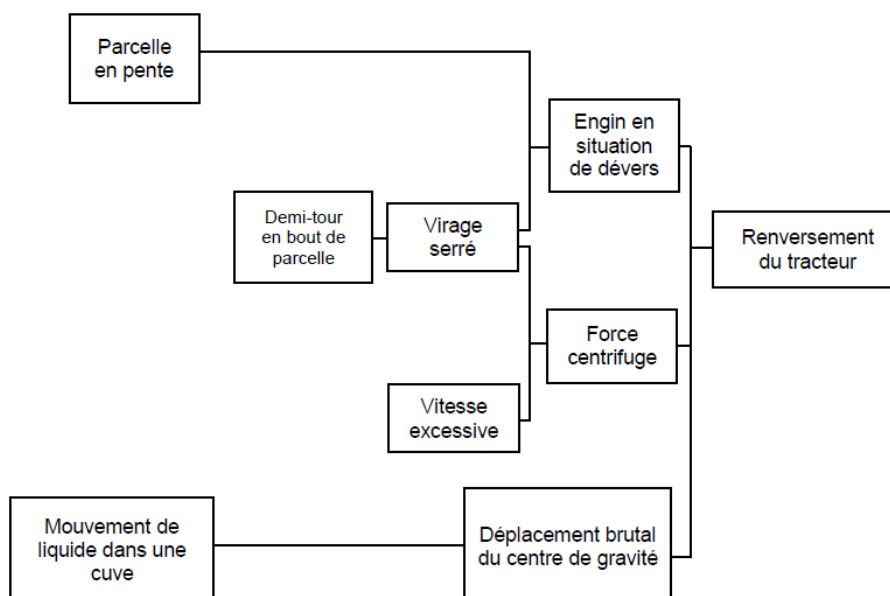 Parcelle
en pente
Engin en
situation
de dévers
Demi-tour
en bout de
parcelle
Virage
serré
Renversement
du tracteur
Force
centrifuge
Vitesse
excessive
Mouvement de
liquide dans une
cuve
Déplacement brutal
du centre de gravité